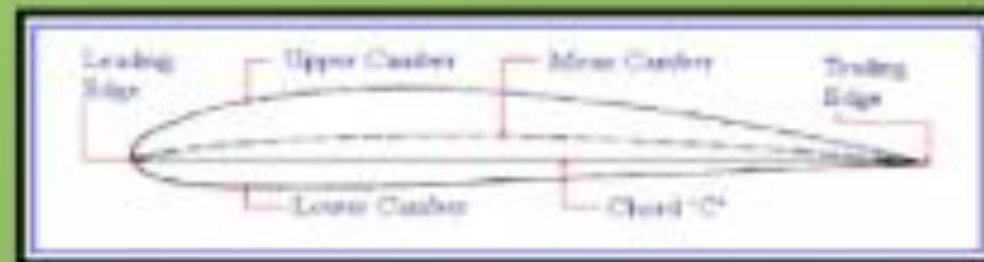 Leading
Edge
Upper Camber
Mean Camber
Trailing
Edge
Lower Camber
Chord "C"